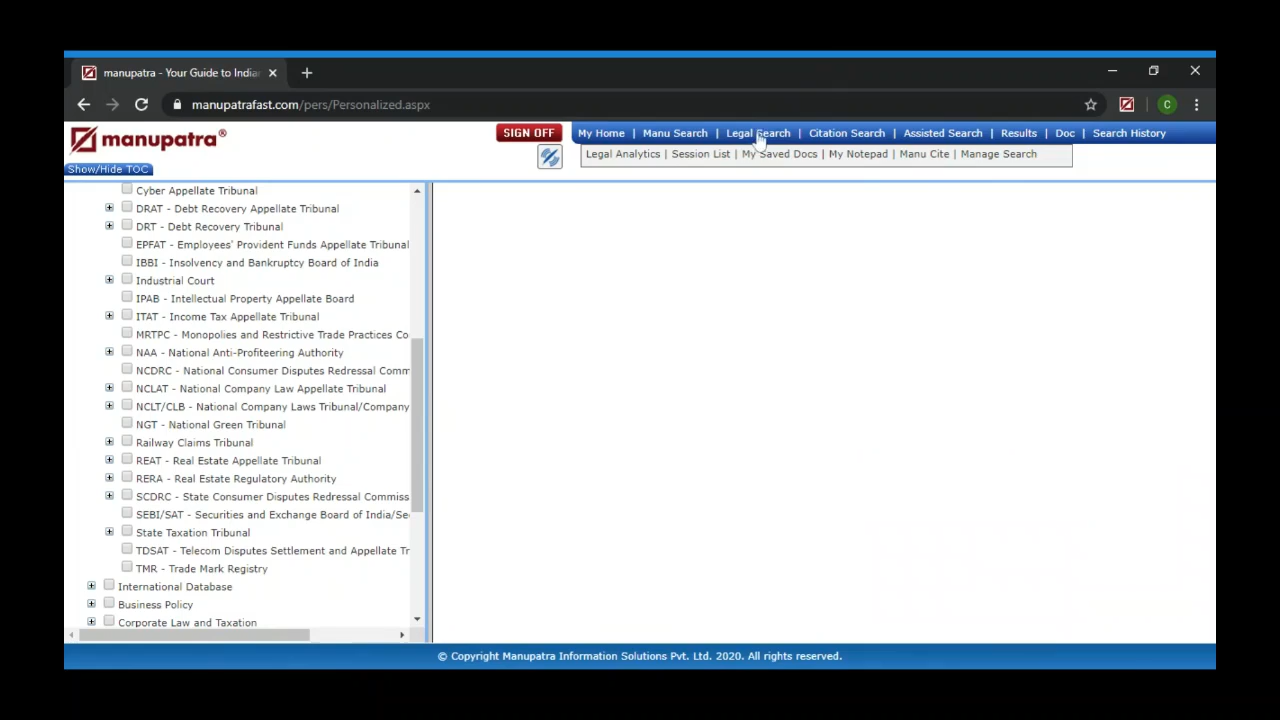 manupatra - Your Guide to India
manupatrafast.com/pers/Personalized.aspx
C
manupatra®
SIGN OFF
My Home | Manu Search | Legal Search | Citation Search | Assisted Search | Results | Doc | Search History
Legal Analytics | Session List | My Saved Docs | My Notepad | Manu Cite | Manage Search
Show/Hide TOC
Cyber Appellate Tribunal
DRAT - Debt Recovery Appellate Tribunal
DRT - Debt Recovery Tribunal
EPFAT - Employees' Provident Funds Appellate Tribunal
IBBI - Insolvency and Bankruptcy Board of India
Industrial Court
IPAB - Intellectual Property Appellate Board
ITAT - Income Tax Appellate Tribunal
MRTPC - Monopolies and Restrictive Trade Practices Co
NAA - National Anti-Profiteering Authority
NCDRC - National Consumer Disputes Redressal Comm
NCLAT - National Company Law Appellate Tribunal
NCLT/CLB - National Company Laws Tribunal/Company
NGT - National Green Tribunal
Railway Claims Tribunal
REAT - Real Estate Appellate Tribunal
RERA - Real Estate Regulatory Authority
SCDRC - State Consumer Disputes Redressal Commiss
SEBI/SAT - Securities and Exchange Board of India/Se
State Taxation Tribunal
TDSAT - Telecom Disputes Settlement and Appellate Tr
TMR - Trade Mark Registry
International Database
Business Policy
Corporate Law and Taxation
© Copyright Manupatra Information Solutions Pvt. Ltd. 2020. All rights reserved.